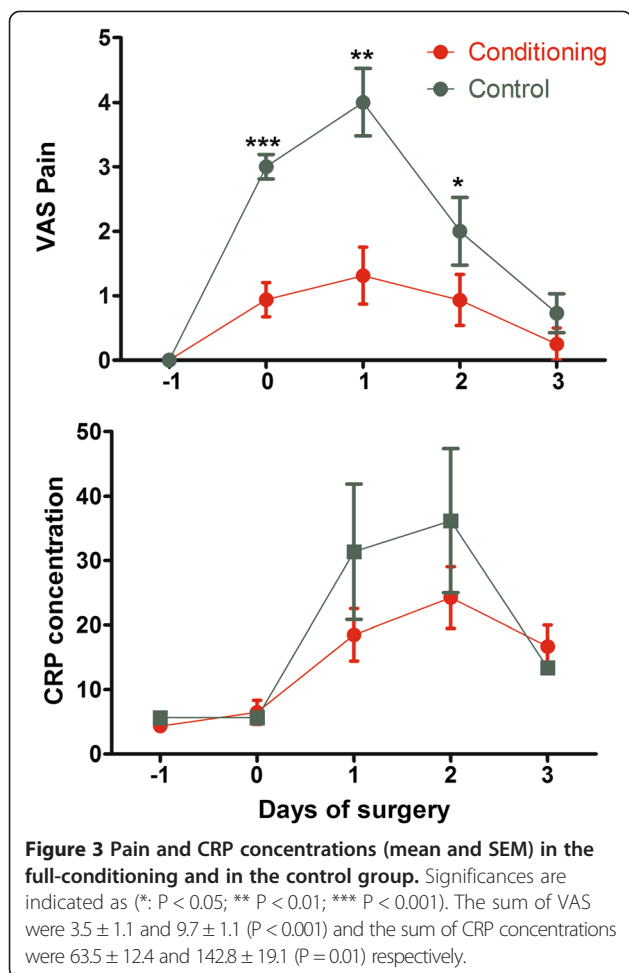 5
4
3
2
1
0
VAS Pain
Conditioning
Control
***
**
*
-1
0
1
2
3
50
40
30
20
10
0
CRP concentration
-1
0
1
2
3
Days of surgery
Figure 3 Pain and CRP concentrations (mean and SEM) in the
full-conditioning and in the control group. Significances are
indicated as (*: P < 0.05; ** P < 0.01; *** P < 0.001). The sum of VAS
were 3.5 ± 1.1 and 9.7 ± 1.1 (P < 0.001) and the sum of CRP concentrations
were 63.5 ± 12.4 and 142.8 ± 19.1 (P = 0.01) respectively.